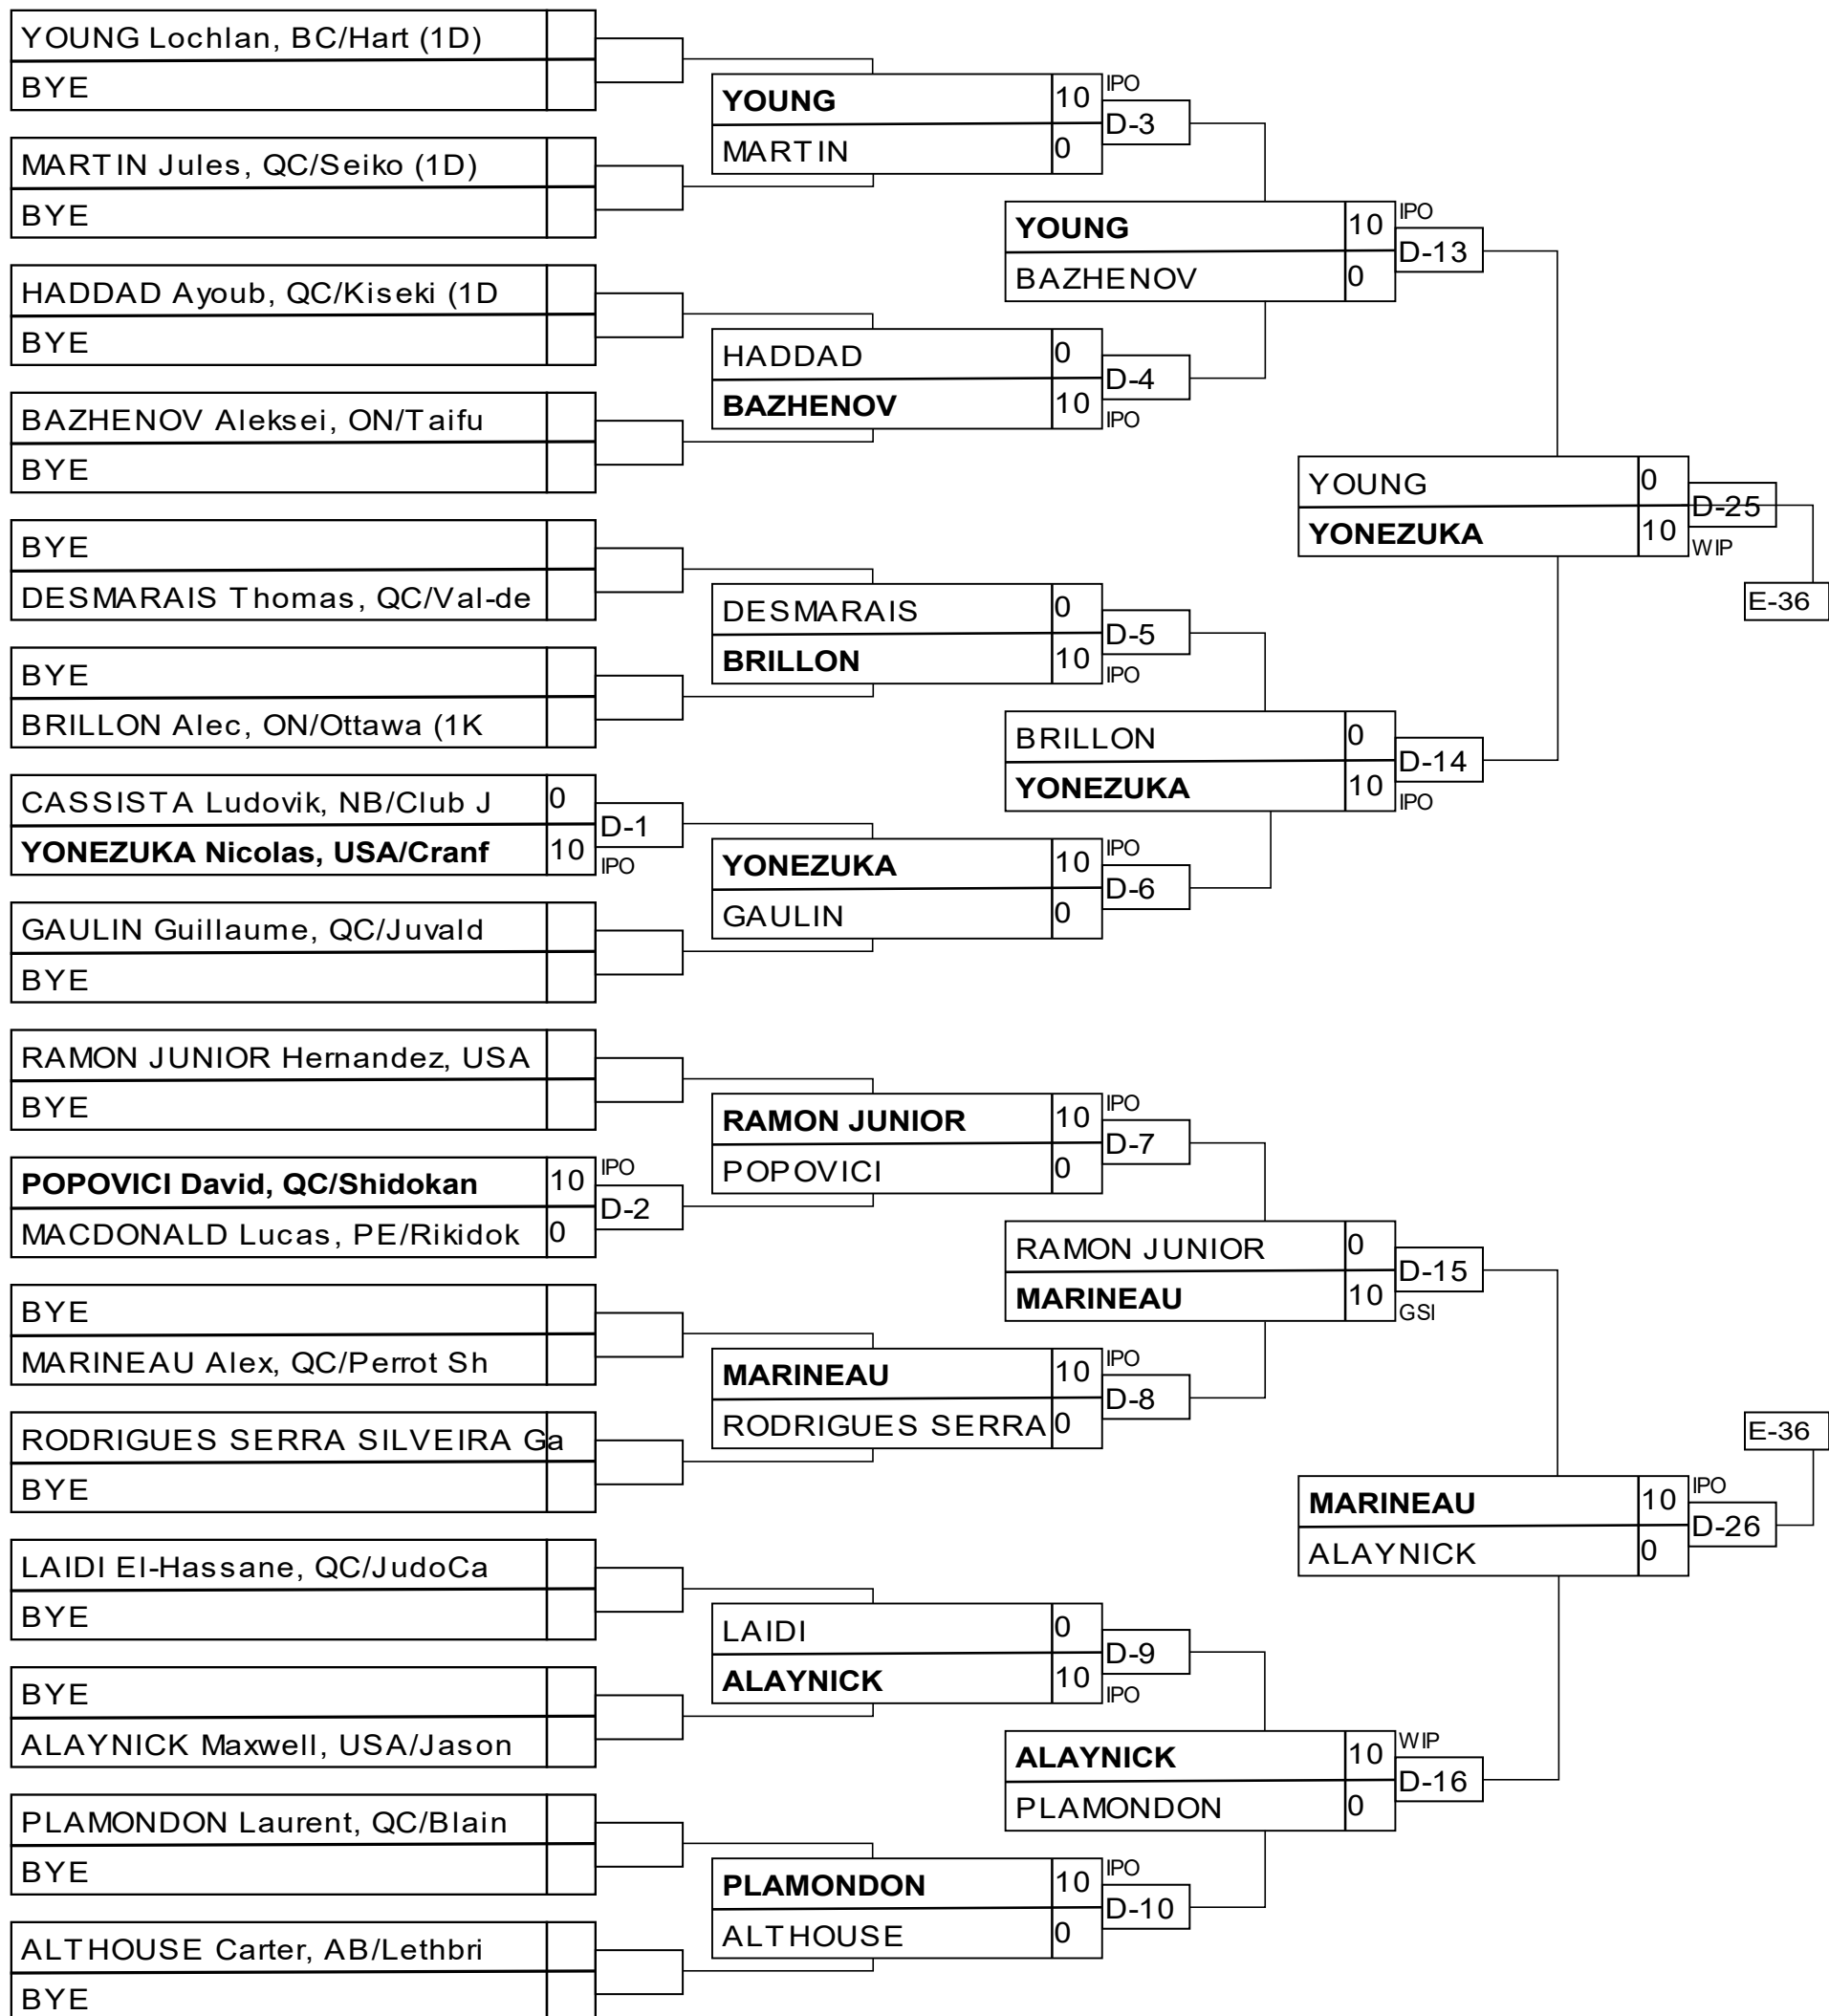 YOUNG Lochlan, BC/Hart (1D)
BYE
MARTIN Jules, QC/Seiko (1D)
BYE
HADDAD Ayoub, QC/Kiseki (1D
BYE
BAZHENOV Aleksei, ON/Taifu
BYE
BYE
DESMARAIS Thomas, QC/Val-de
BYE
BRILLON Alec, ON/Ottawa (1K
CASSISTA Ludovik, NB/Club J 0
D-1
YONEZUKA Nicolas, USA/Cranf 10 IPO
GAULIN Guillaume, QC/Juvald
BYE
RAMON JUNIOR Hernandez, USA
BYE
POPOVICI David, QC/Shidokan 10 IPO
D-2
MACDONALD Lucas, PE/Rikidok 0
BYE
MARINEAU Alex, QC/Perrot Sh
RODRIGUES SERRA SILVEIRA Ga
BYE
LAIDI El-Hassane, QC/JudoCa
BYE
BYE
ALAYNICK Maxwell, USA/Jason
PLAMONDON Laurent, QC/Blain
BYE
ALTHOUSE Carter, AB/Lethbri
BYE
YOUNG 10 IPO
D-3
MARTIN 0
HADDAD 0
D-4
BAZHENOV 10 IPO
DESMARAIS 0
D-5
BRILLON 10 IPO
YONEZUKA 10 IPO
D-6
GAULIN 0
RAMON JUNIOR 10 IPO
D-7
POPOVICI 0
MARINEAU 10 IPO
D-8
RODRIGUES SERRA 0
LAIDI 0
D-9
ALAYNICK 10 IPO
PLAMONDON 10 IPO
D-10
ALTHOUSE 0
YOUNG 10 IPO
D-13
BAZHENOV 0
BRILLON 0
D-14
YONEZUKA 10 IPO
RAMON JUNIOR 0
D-15
MARINEAU 10 GSI
ALAYNICK 10 WIP
D-16
PLAMONDON 0
YOUNG 0
D-25
YONEZUKA 10 WIP
E-36
E-36
MARINEAU 10 IPO
D-26
ALAYNICK 0